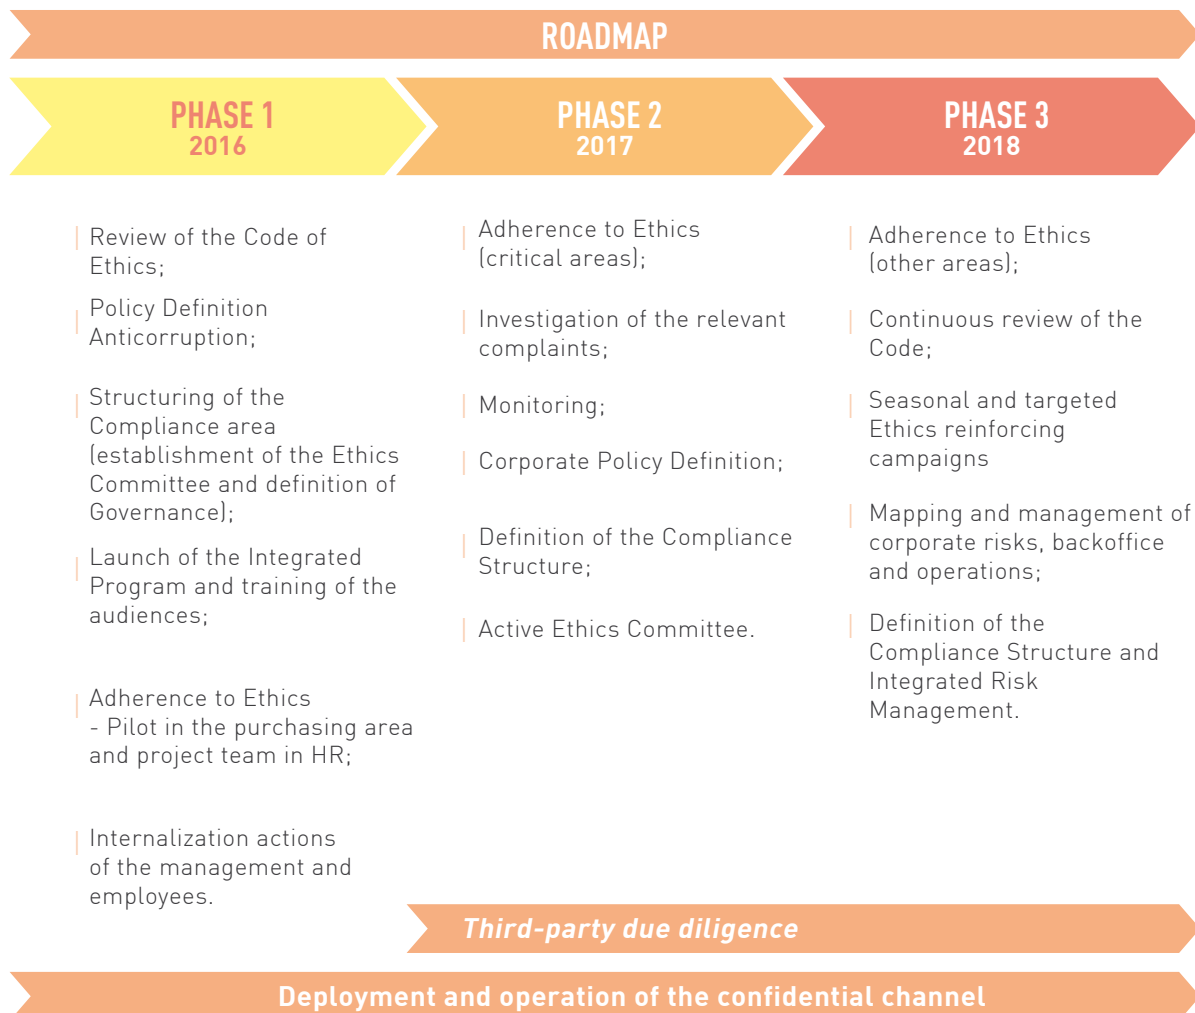 ROADMAP
PHASE 1
2016
PHASE 2
2017
PHASE 3
2018
Review of the Code of
Ethics;
Policy Definition
Anticorruption;
Structuring of the
Compliance area
(establishment of the Ethics
Committee and definition of
Governance);
Launch of the Integrated
Program and training of the
audiences;
Adherence to Ethics
- Pilot in the purchasing area
and project team in HR;
Internalization actions
of the management and
employees.
Adherence to Ethics
(critical areas);
Investigation of the relevant
complaints;
Monitoring;
Corporate Policy Definition;
Definition of the Compliance
Structure;
Active Ethics Committee.
Adherence to Ethics
(other areas);
Continuous review of the
Code;
Seasonal and targeted
Ethics reinforcing
campaigns
Mapping and management of
corporate risks, backoffice
and operations;
Definition of the
Compliance Structure and
Integrated Risk
Management.
Third-party due diligence
Deployment and operation of the confidential channel